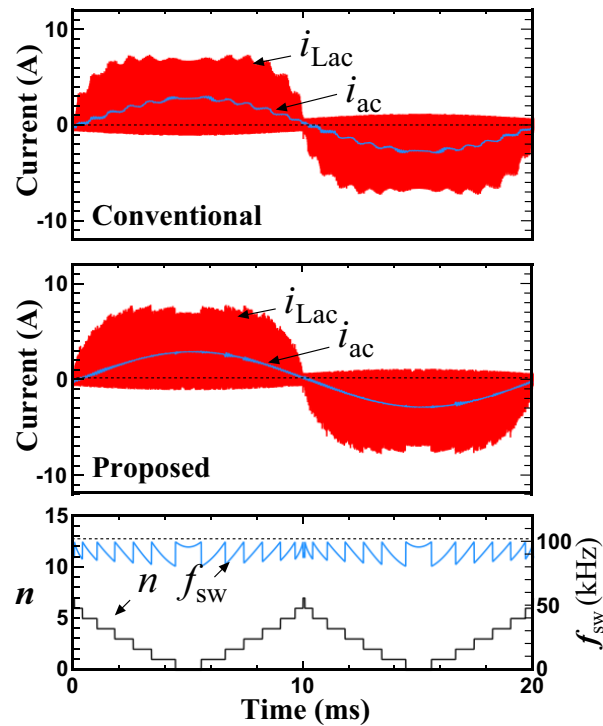 Current (A)
10
0
-10
i_Lac
i_ac
Conventional
Current (A)
10
0
-10
i_Lac
i_ac
Proposed
n
15
10
5
0
n
f_sw
100
50
0
f_sw (kHz)
0 10 20
Time (ms)